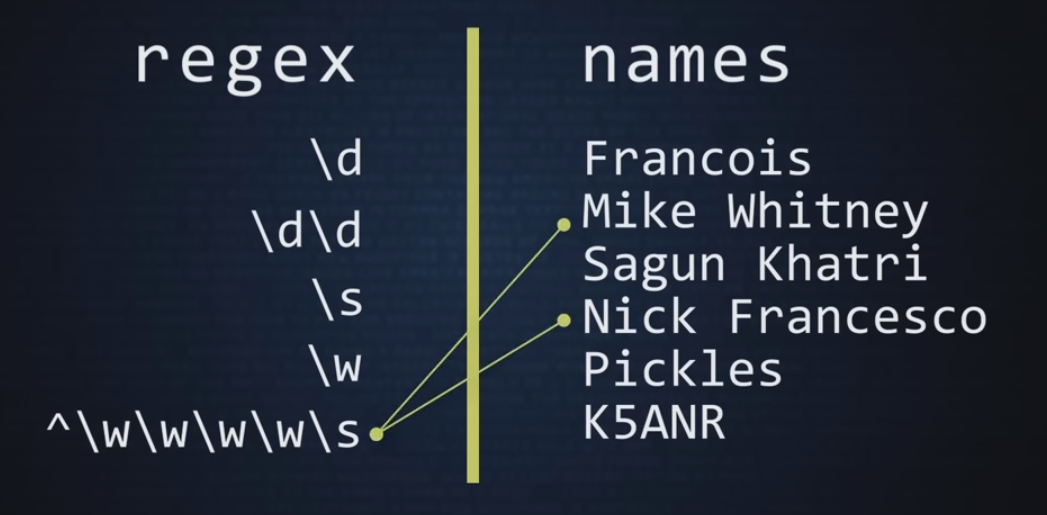 regex
\d
\d\d
\s
\w
^\w\w\w\w\s
names
Francois
Mike Whitney
Sagun Khatri
Nick Francesco
Pickles
K5ANR